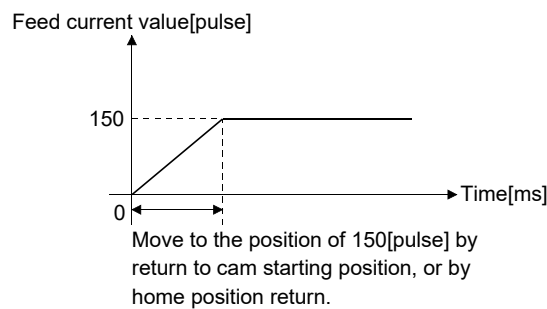 Feed current value[pulse]
150
0
Time[ms]
Move to the position of 150[pulse] by
return to cam starting position, or by
home position return.